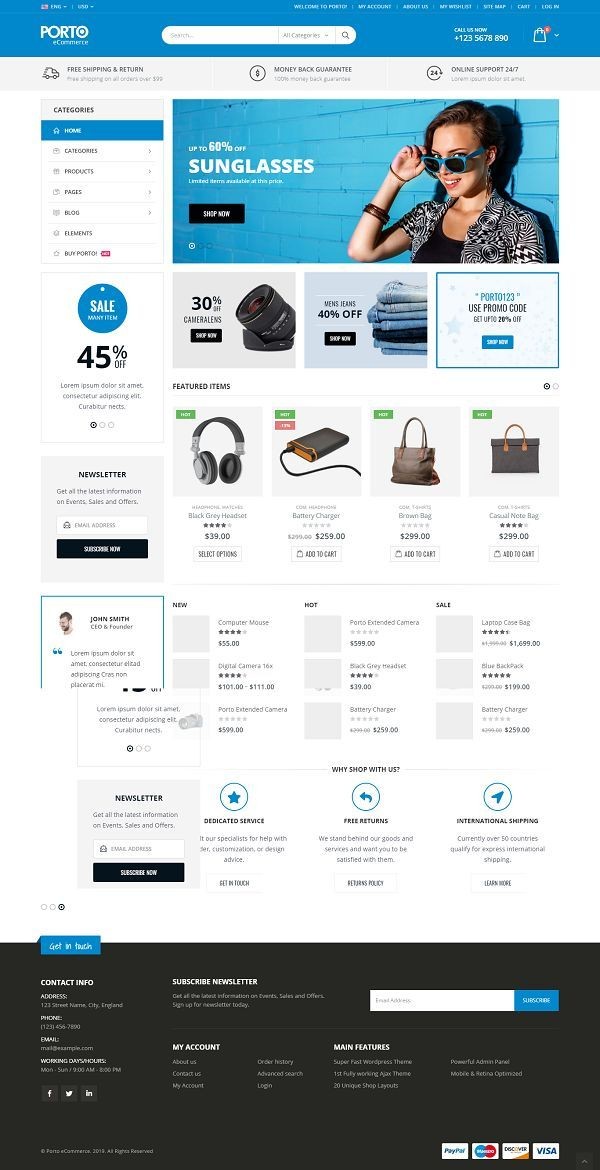 ENG
USD
WELCOME TO PORTO!
MY ACCOUNT
ABOUT US
MY WISHLIST
SITE MAP
CART
LOG IN
PORTO
eCommerce
Search...
All Categories
CALL US NOW
+123 5678 890
FREE SHIPPING & RETURN
Free shipping on all orders over $99
MONEY BACK GUARANTEE
100% money back guarantee
ONLINE SUPPORT 24/7
Lorem ipsum dolor sit amet.
CATEGORIES
HOME
CATEGORIES
PRODUCTS
PAGES
BLOG
ELEMENTS
BUY PORTO! HOT
UP TO 60% OFF
SUNGLASSES
Limited items available at this price.
SHOP NOW
SALE
MANY ITEM
45% OFF
Lorem ipsum dolor sit amet,
consectetur adipiscing elit.
Curabitur nects.
30% OFF
CAMERA LENS
SHOP NOW
MENS JEANS
40% OFF
SHOP NOW
" PORTO123 "
USE PROMO CODE
GET UPTO 20% OFF
SHOP NOW
FEATURED ITEMS
HOT
HEADPHONE, WATCHES
Black Grey Headset
$39.00
SELECT OPTIONS
HOT
-13%
COM, HEADPHONE
Battery Charger
$299.00 $259.00
ADD TO CART
HOT
COM, T-SHIRTS
Brown Bag
$299.00
ADD TO CART
HOT
COM, T-SHIRTS
Casual Note Bag
$299.00
ADD TO CART
NEWSLETTER
Get all the latest information
on Events, Sales and Offers.
EMAIL ADDRESS
SUBSCRIBE NOW
JOHN SMITH
CEO & Founder
Lorem ipsum dolor sit
amet, consectetur elitad
adipiscing Cras non
placerat mi.
NEW
Computer Mouse
$55.00
Digital Camera 16x
$101.00 – $111.00
Porto Extended Camera
$599.00
HOT
Porto Extended Camera
$599.00
Black Grey Headset
$39.00
Battery Charger
$299.00 $259.00
SALE
Laptop Case Bag
$1,999.00 $1,699.00
Blue BackPack
$299.00 $199.00
Battery Charger
$299.00 $259.00
Lorem ipsum dolor sit amet,
consectetur adipiscing elit.
Curabitur nects.
NEWSLETTER
Get all the latest information
on Events, Sales and Offers.
EMAIL ADDRESS
SUBSCRIBE NOW
WHY SHOP WITH US?
DEDICATED SERVICE
it our specialists for help with
der, customization, or design
advice.
GET IN TOUCH
FREE RETURNS
We stand behind our goods and
services and want you to be
satisfied with them.
RETURNS POLICY
INTERNATIONAL SHIPPING
Currently over 50 countries
qualify for express international
shipping.
LEARN MORE
Get in touch
CONTACT INFO
ADDRESS:
123 Street Name, City, England
PHONE:
(123) 456-7890
EMAIL:
mail@example.com
WORKING DAYS/HOURS:
Mon - Sun / 9:00 AM - 8:00 PM
SUBSCRIBE NEWSLETTER
Get all the latest information on Events, Sales and Offers.
Sign up for newsletter today.
Email Address
SUBSCRIBE
MY ACCOUNT
About us
Contact us
My Account
Order history
Advanced search
Login
MAIN FEATURES
Super Fast Wordpress Theme
1st Fully working Ajax Theme
20 Unique Shop Layouts
Powerful Admin Panel
Mobile & Retina Optimized
© Porto eCommerce. 2019. All Rights Reserved
PayPal
DISCOVER
VISA